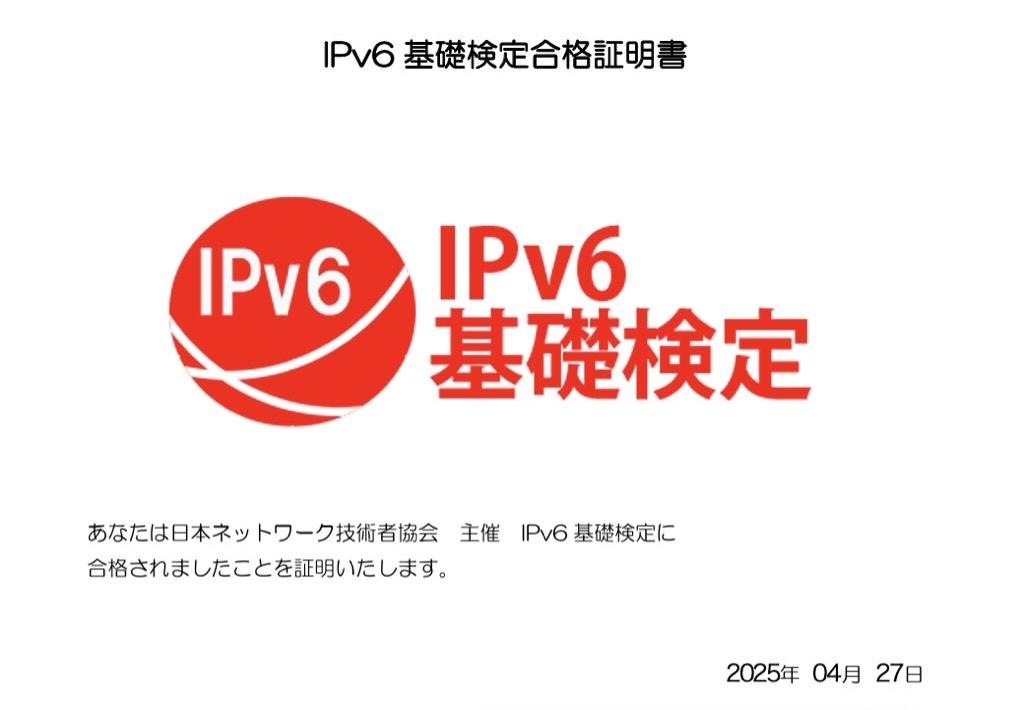 IPv6 基礎検定合格証明書
IPv6
IPv6
基礎検定
あなたは日本ネットワーク技術者協会　主催　IPv6 基礎検定に
合格されましたことを証明いたします。
2025年 04月 27日